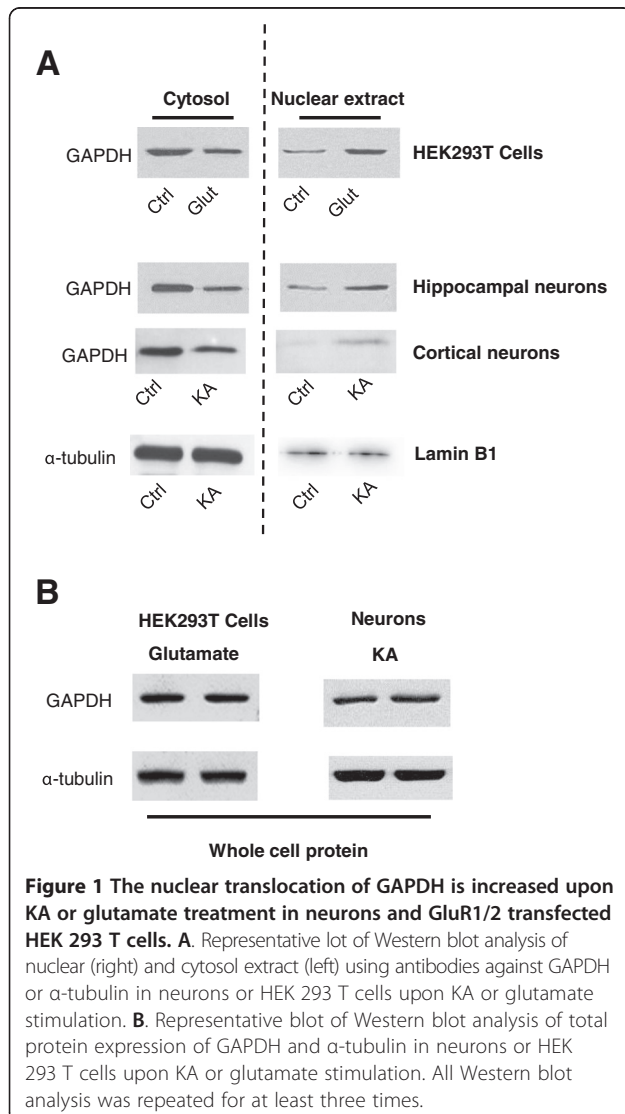 A
Cytosol Nuclear extract
GAPDH HEK293T Cells
Ctrl Glut Ctrl Glut
GAPDH Hippocampal neurons
GAPDH Cortical neurons
Ctrl KA Ctrl KA
α-tubulin Lamin B1
Ctrl KA Ctrl KA
B
HEK293T Cells Neurons
Glutamate KA
GAPDH
α-tubulin
Whole cell protein
Figure 1 The nuclear translocation of GAPDH is increased upon
KA or glutamate treatment in neurons and GluR1/2 transfected
HEK 293 T cells. A. Representative lot of Western blot analysis of
nuclear (right) and cytosol extract (left) using antibodies against GAPDH
or α-tubulin in neurons or HEK 293 T cells upon KA or glutamate
stimulation. B. Representative blot of Western blot analysis of total
protein expression of GAPDH and α-tubulin in neurons or HEK
293 T cells upon KA or glutamate stimulation. All Western blot
analysis was repeated for at least three times.